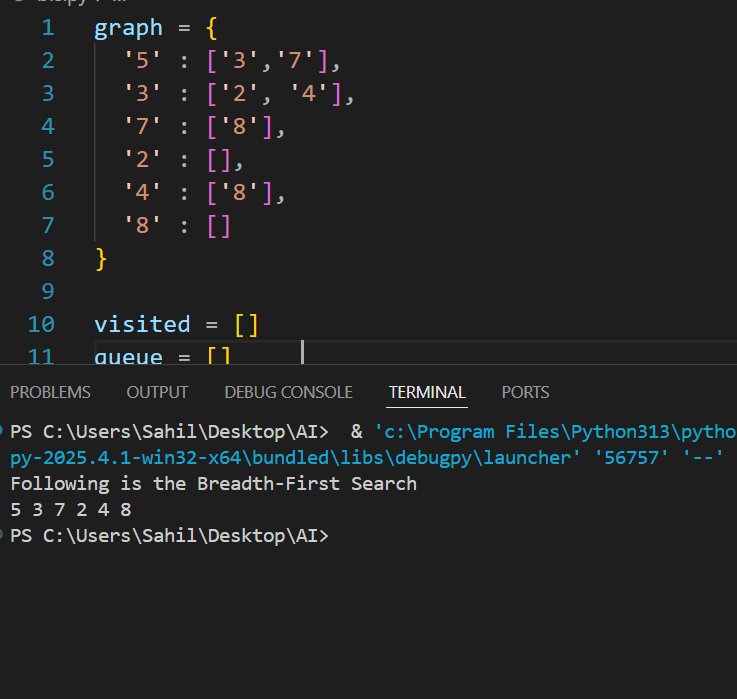 1 graph = {
2 '5' : ['3','7'],
3 '3' : ['2', '4'],
4 '7' : ['8'],
5 '2' : [],
6 '4' : ['8'],
7 '8' : []
8 }
9
10 visited = []
11 queue = []
PROBLEMS OUTPUT DEBUG CONSOLE TERMINAL PORTS
PS C:\Users\Sahil\Desktop\AI> & 'c:\Program Files\Python313\pytho
py-2025.4.1-win32-x64\bundled\libs\debugpy\launcher' '56757' '--'
Following is the Breadth-First Search
5 3 7 2 4 8
PS C:\Users\Sahil\Desktop\AI>